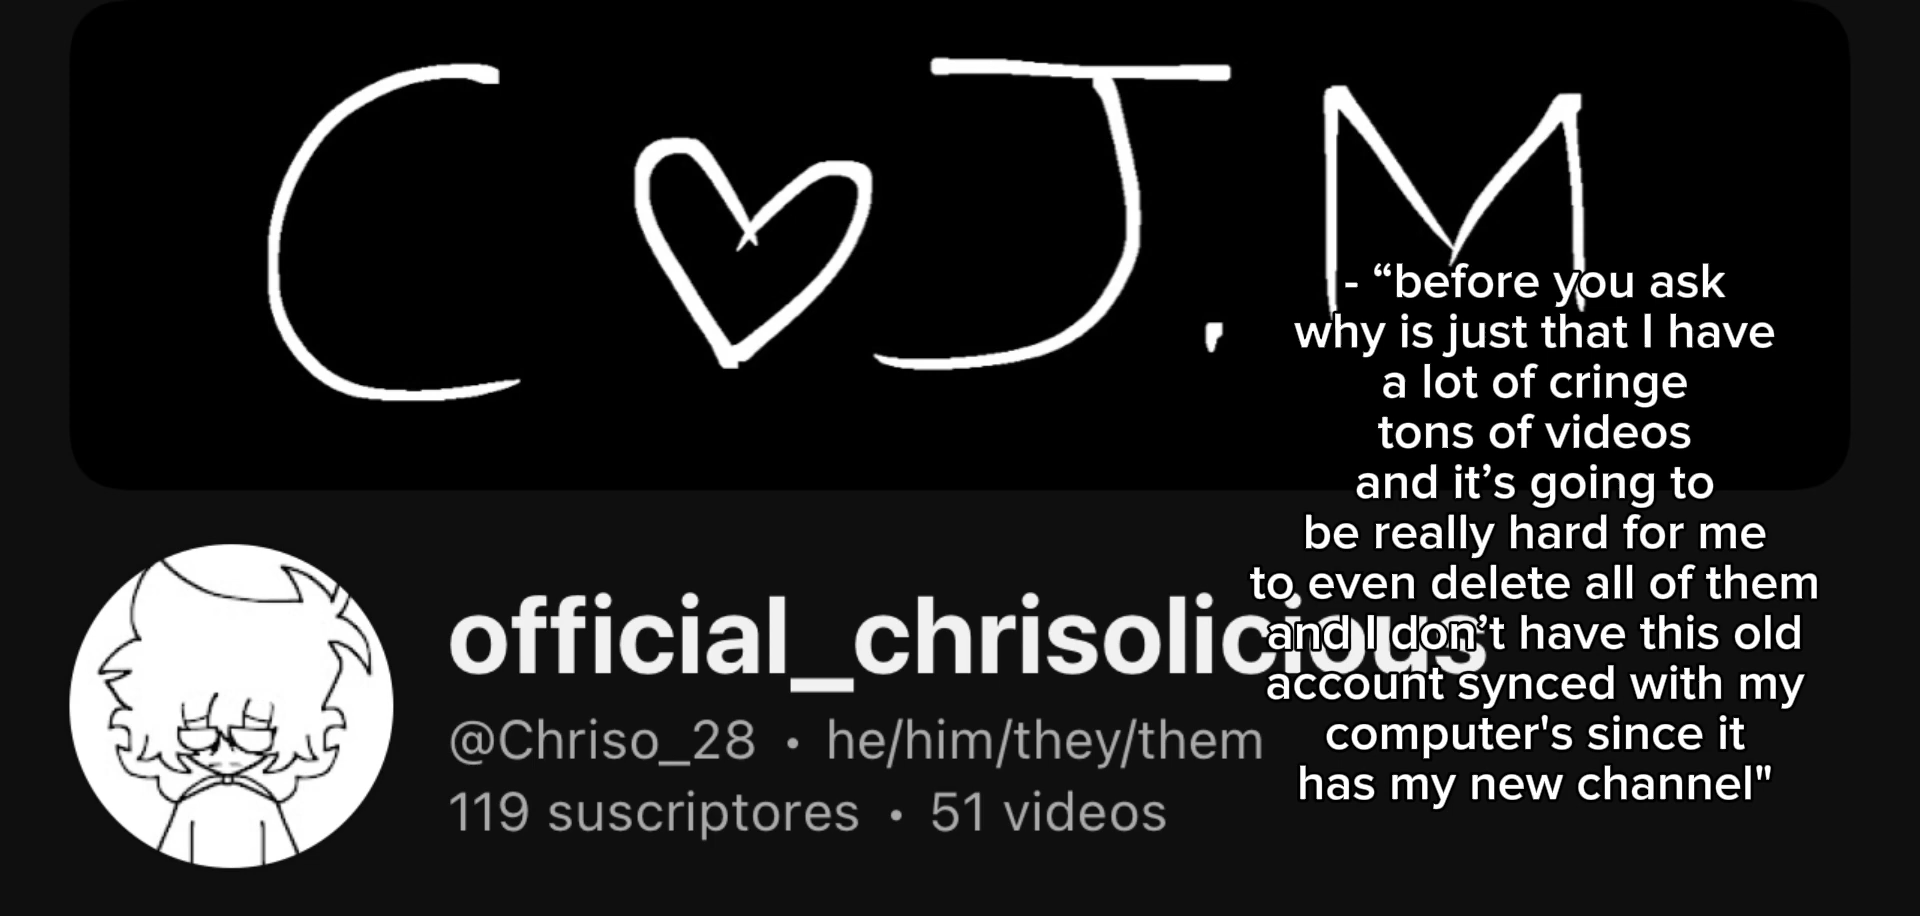 C ♡ J. M
- “before you ask
why is just that I have
a lot of cringe
tons of videos
and it’s going to
be really hard for me
to even delete all of them
and I don’t have this old
account synced with my
computer's since it
has my new channel"
official_chrisolicious
@Chriso_28 • he/him/they/them
119 suscriptores • 51 videos